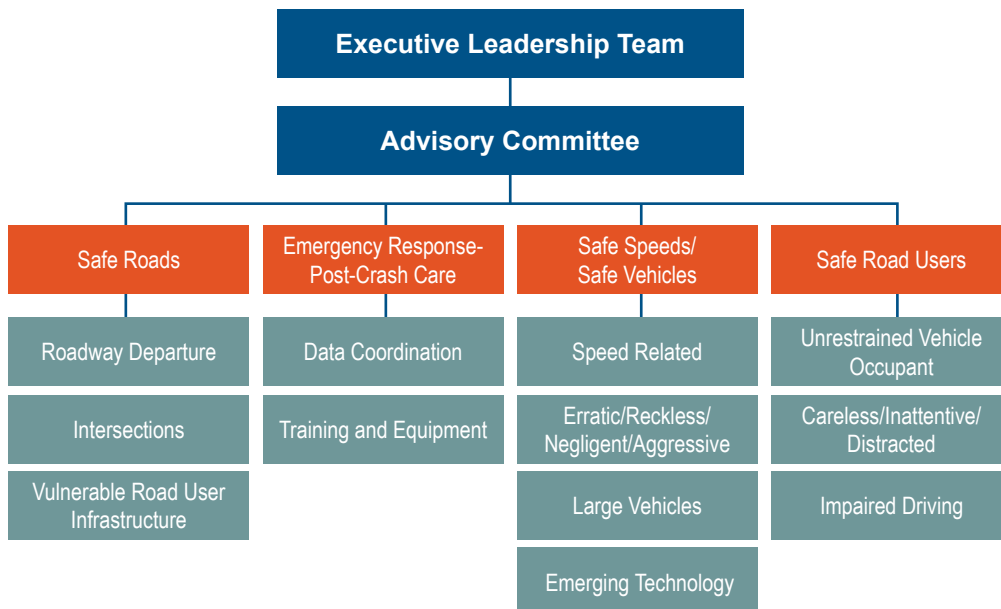 Executive Leadership Team
Advisory Committee
Safe Roads
Roadway Departure
Intersections
Vulnerable Road User
Infrastructure
Emergency Response-
Post-Crash Care
Data Coordination
Training and Equipment
Safe Speeds/
Safe Vehicles
Speed Related
Erratic/Reckless/
Negligent/Aggressive
Large Vehicles
Emerging Technology
Safe Road Users
Unrestrained Vehicle
Occupant
Careless/Inattentive/
Distracted
Impaired Driving